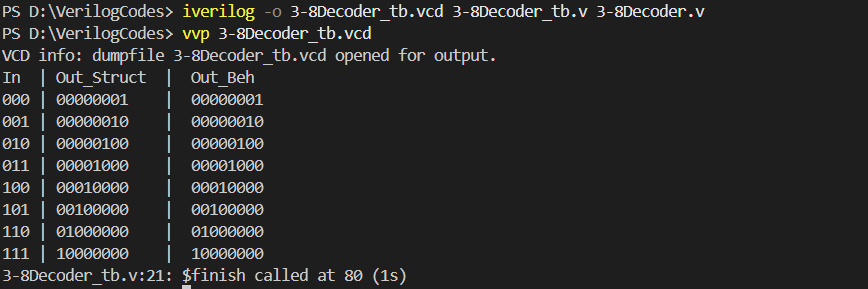 PS D:\VerilogCodes> iverilog -o 3-8Decoder_tb.vcd 3-8Decoder_tb.v 3-8Decoder.v
PS D:\VerilogCodes> vvp 3-8Decoder_tb.vcd
VCD info: dumpfile 3-8Decoder_tb.vcd opened for output.
In  | Out_Struct  |  Out_Beh
000 | 00000001    |  00000001
001 | 00000010    |  00000010
010 | 00000100    |  00000100
011 | 00001000    |  00001000
100 | 00010000    |  00010000
101 | 00100000    |  00100000
110 | 01000000    |  01000000
111 | 10000000    |  10000000
3-8Decoder_tb.v:21: $finish called at 80 (1s)